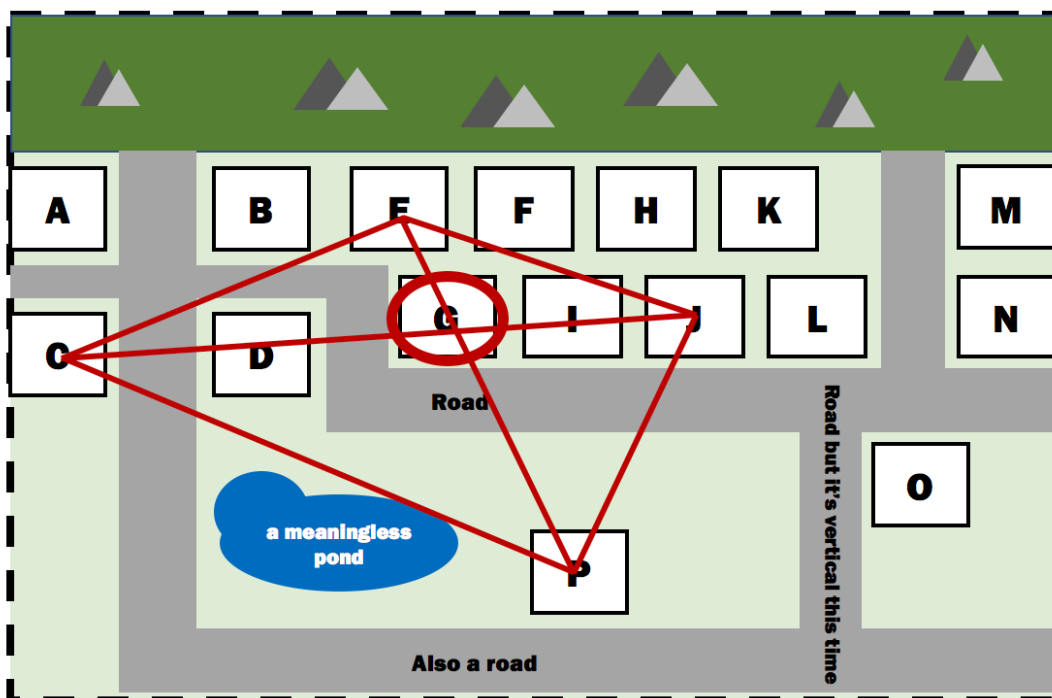 A
B
E
F
H
K
M
C
D
G
I
J
L
N
Road
Road but it's vertical this time
O
a meaningless
pond
P
Also a road